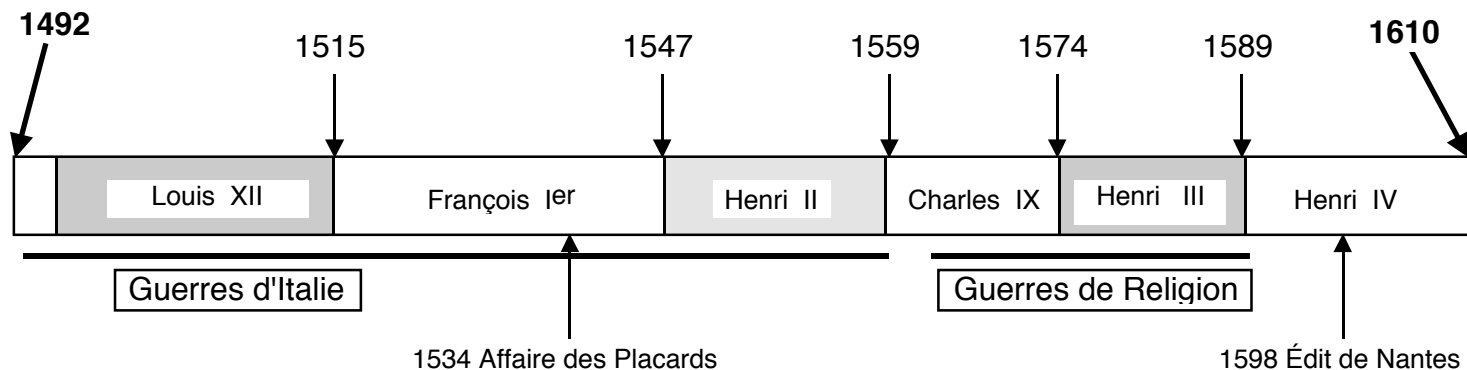 1492
1515
1547
1559
1574
1589
1610
Louis XII
François Ier
Henri II
Charles IX
Henri III
Henri IV
Guerres d'Italie
Guerres de Religion
1534 Affaire des Placards
1598 Édit de Nantes